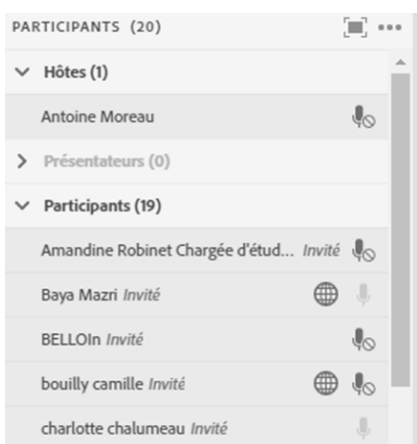 PARTICIPANTS (20)
Hôtes (1)
Antoine Moreau
Présentateurs (0)
Participants (19)
Amandine Robinet Chargée d'étud... Invité
Baya Mazri Invité
BELLOIn Invité
bouilly camille Invité
charlotte chalumeau Invité